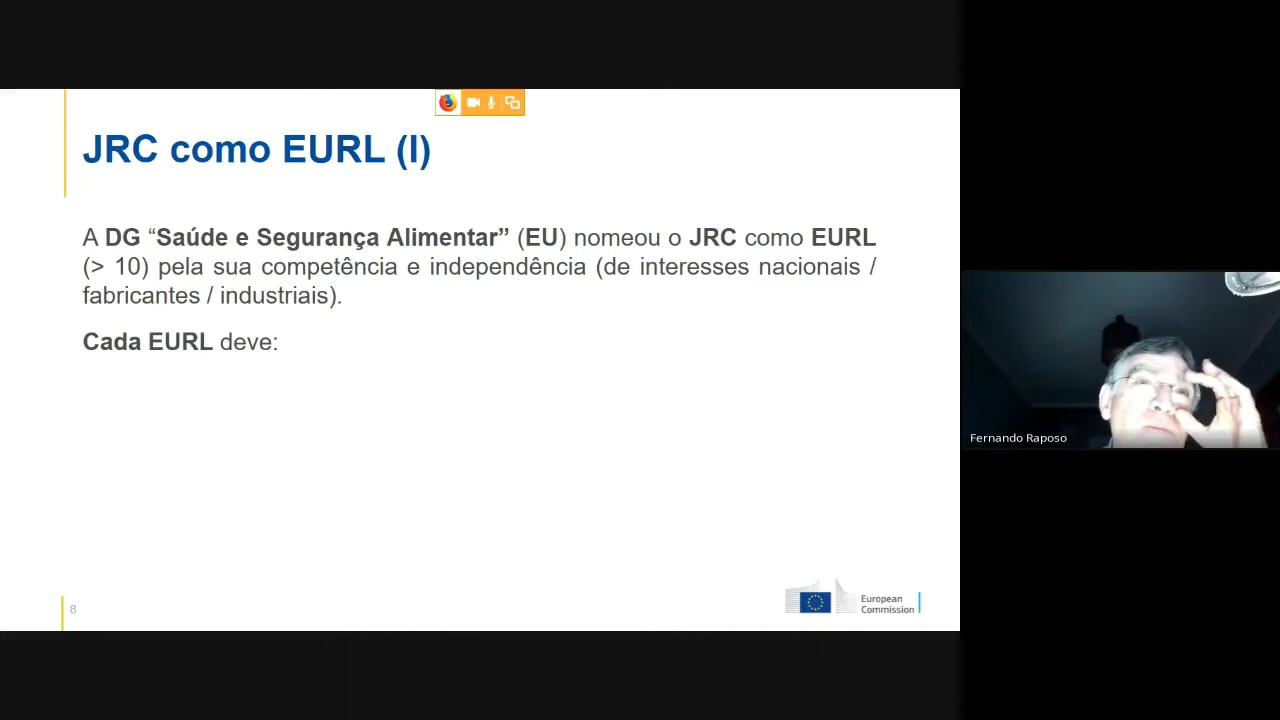 JRC como EURL (I)
A DG “Saúde e Segurança Alimentar” (EU) nomeou o JRC como EURL
(> 10) pela sua competência e independência (de interesses nacionais /
fabricantes / industriais).
Cada EURL deve:
Fernando Raposo
8
European
Commission